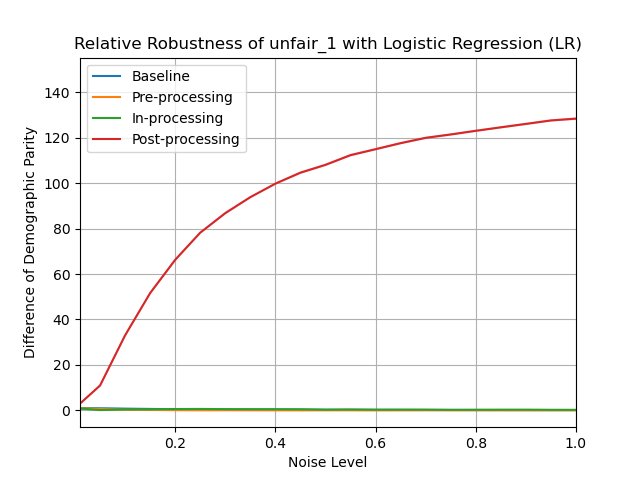 Relative Robustness of unfair_1 with Logistic Regression (LR)
Baseline
Pre-processing
In-processing
Post-processing
Difference of Demographic Parity
140
120
100
80
60
40
20
0
0.2 0.4 0.6 0.8 1.0
Noise Level